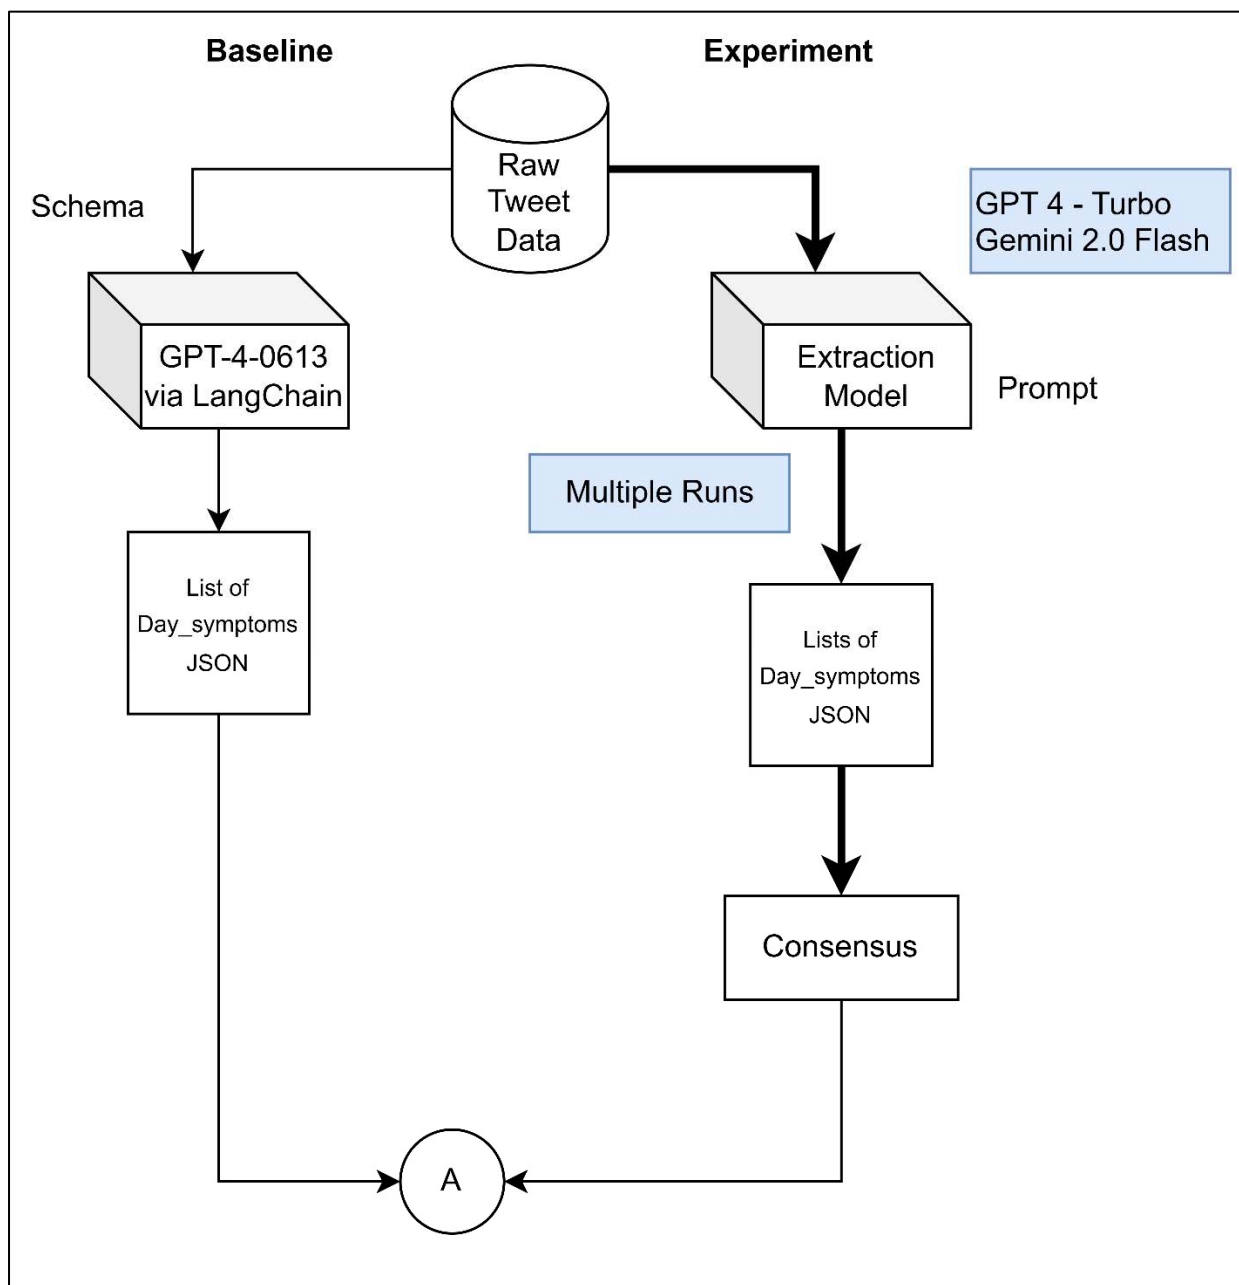 Baseline
Experiment
Raw
Tweet
Data
Schema
GPT 4 - Turbo
Gemini 2.0 Flash
GPT-4-0613
via LangChain
Extraction
Model
Prompt
Multiple Runs
List of
Day_symptoms
JSON
Lists of
Day_symptoms
JSON
Consensus
A